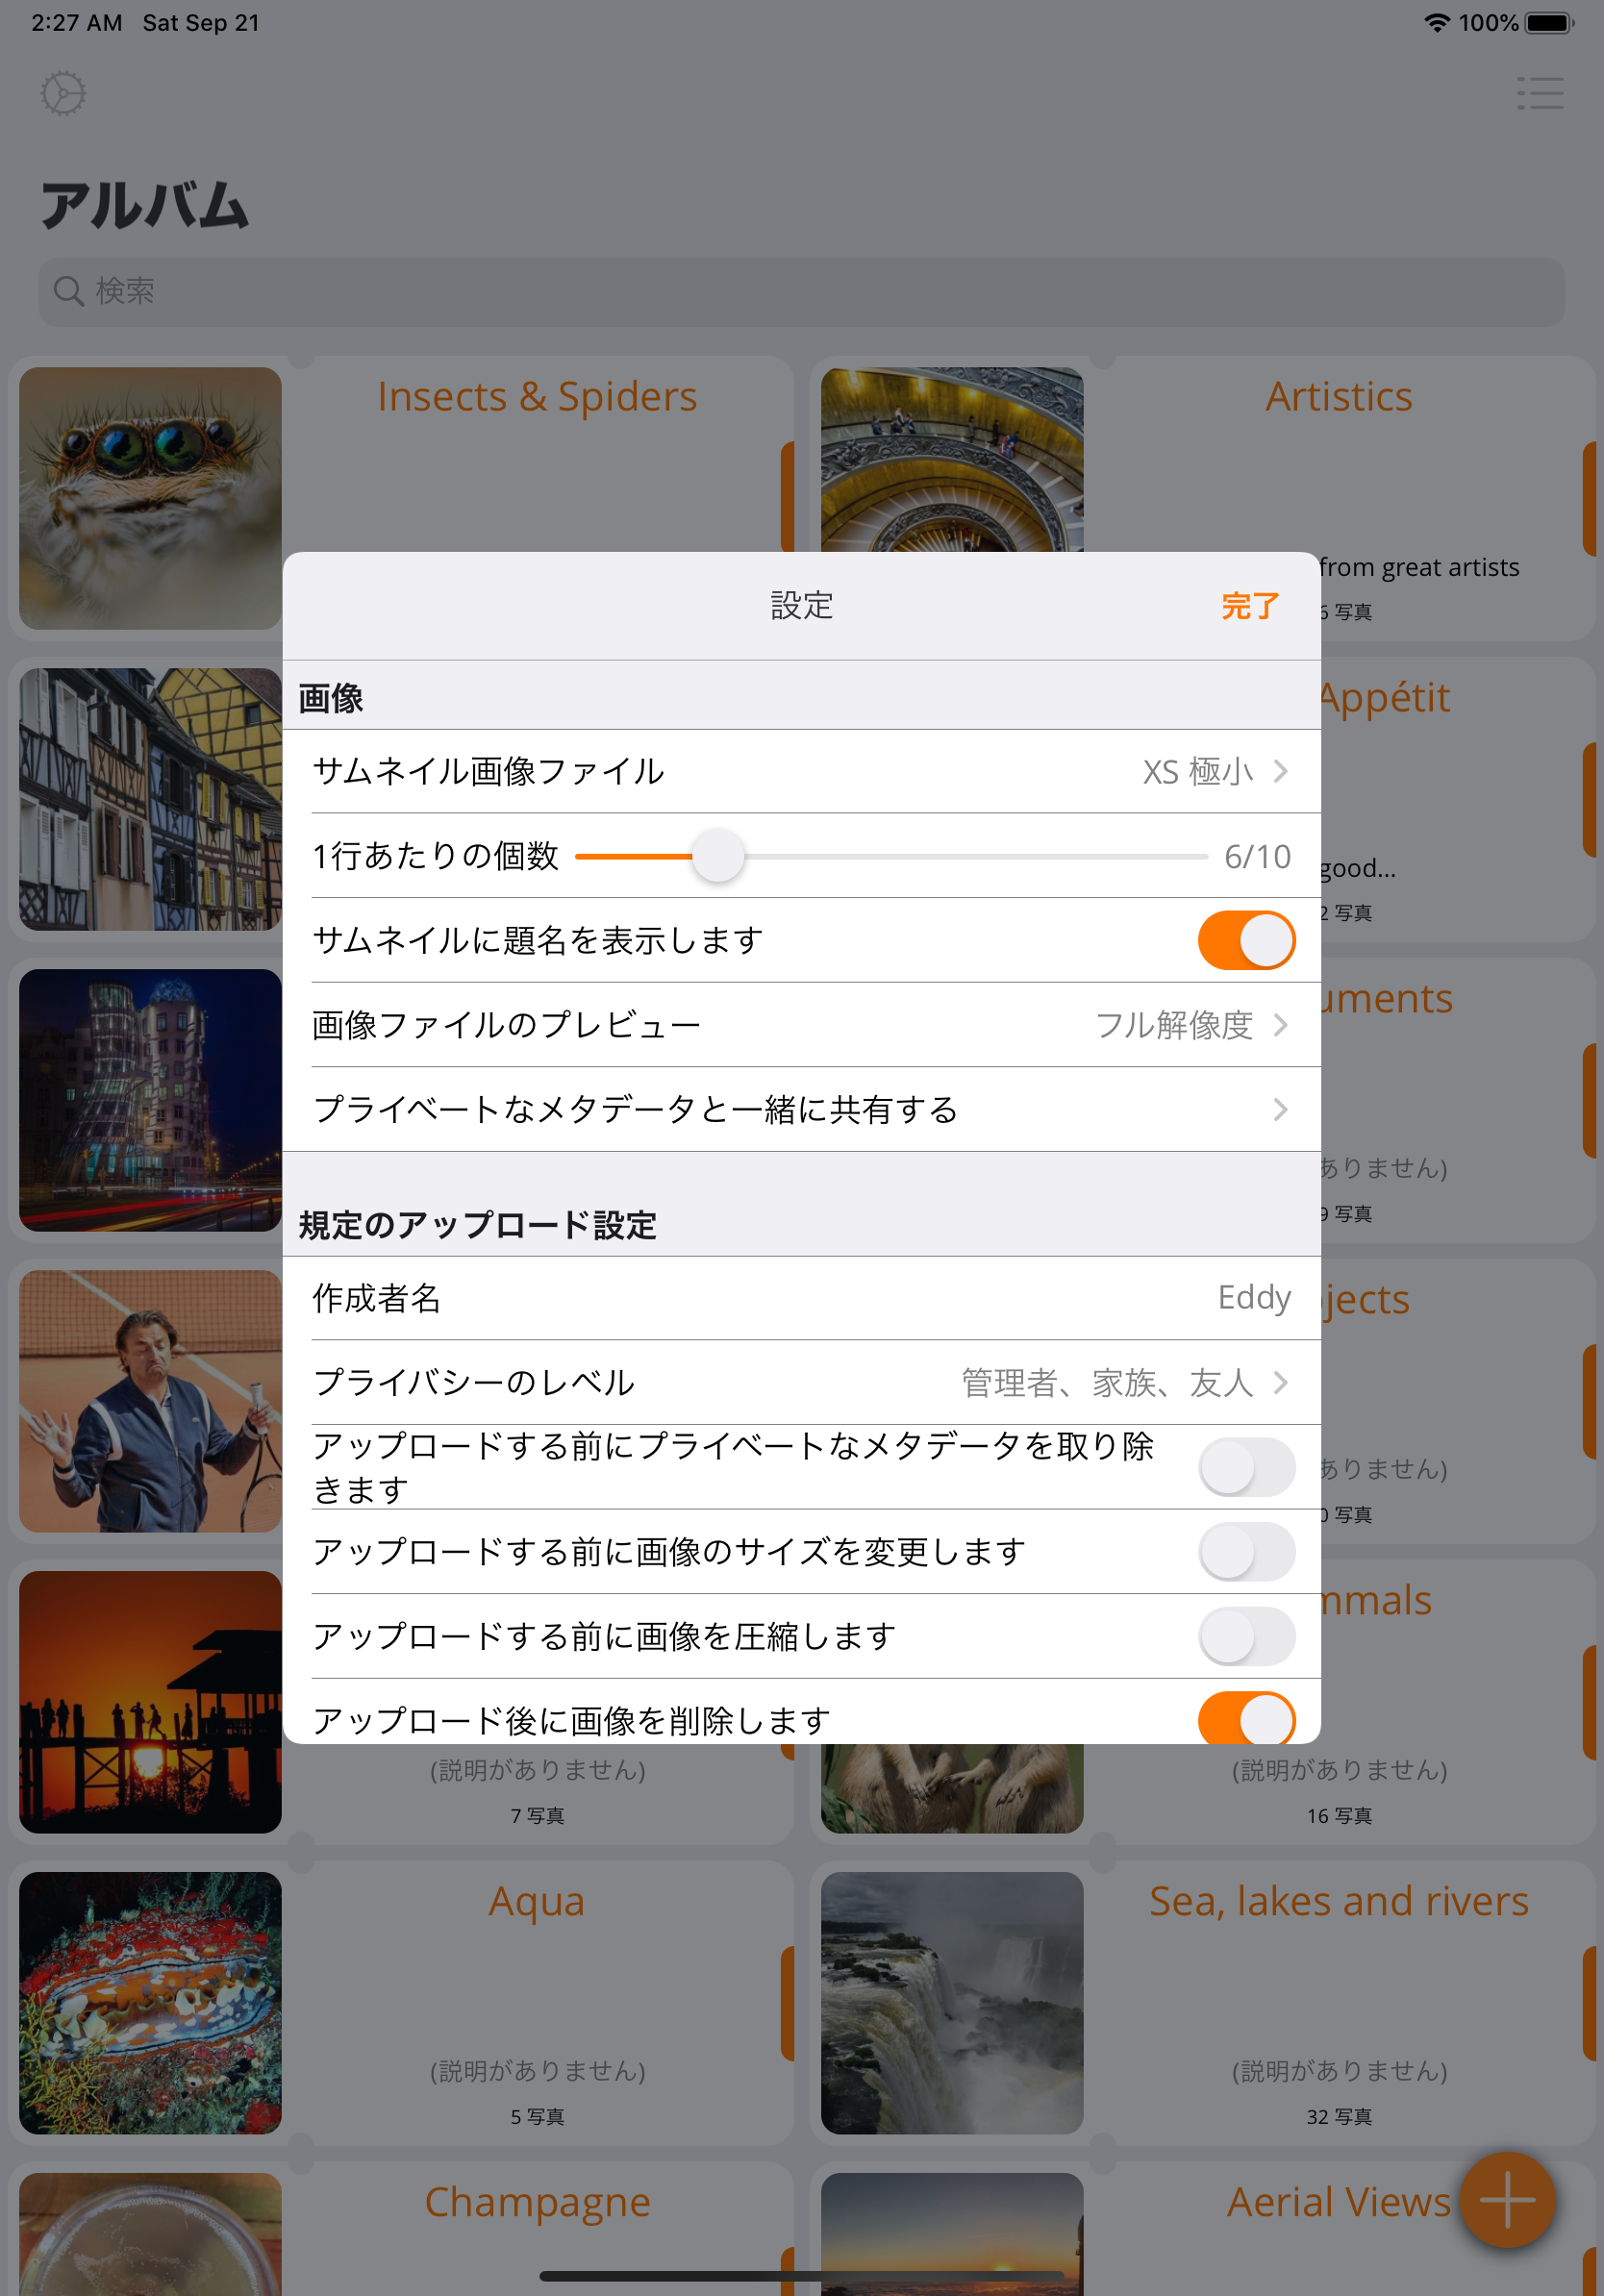 2:27 AM Sat Sep 21
100%
アルバム
検索
Insects & Spiders
Artistics
from great artists
6 写真
設定
完了
画像
サムネイル画像ファイル
XS 極小
1行あたりの個数
6/10
サムネイルに題名を表示します
画像ファイルのプレビュー
フル解像度
プライベートなメタデータと一緒に共有する
規定のアップロード設定
作成者名
Eddy
プライバシーのレベル
管理者、家族、友人
アップロードする前にプライベートなメタデータを取り除
きます
アップロードする前に画像のサイズを変更します
アップロードする前に画像を圧縮します
アップロード後に画像を削除します
Appétit
good...
2 写真
uments
ありません)
9 写真
jects
ありません)
0 写真
mmals
(説明がありません)
7 写真
(説明がありません)
16 写真
Aqua
(説明がありません)
5 写真
Sea, lakes and rivers
(説明がありません)
32 写真
Champagne
Aerial Views